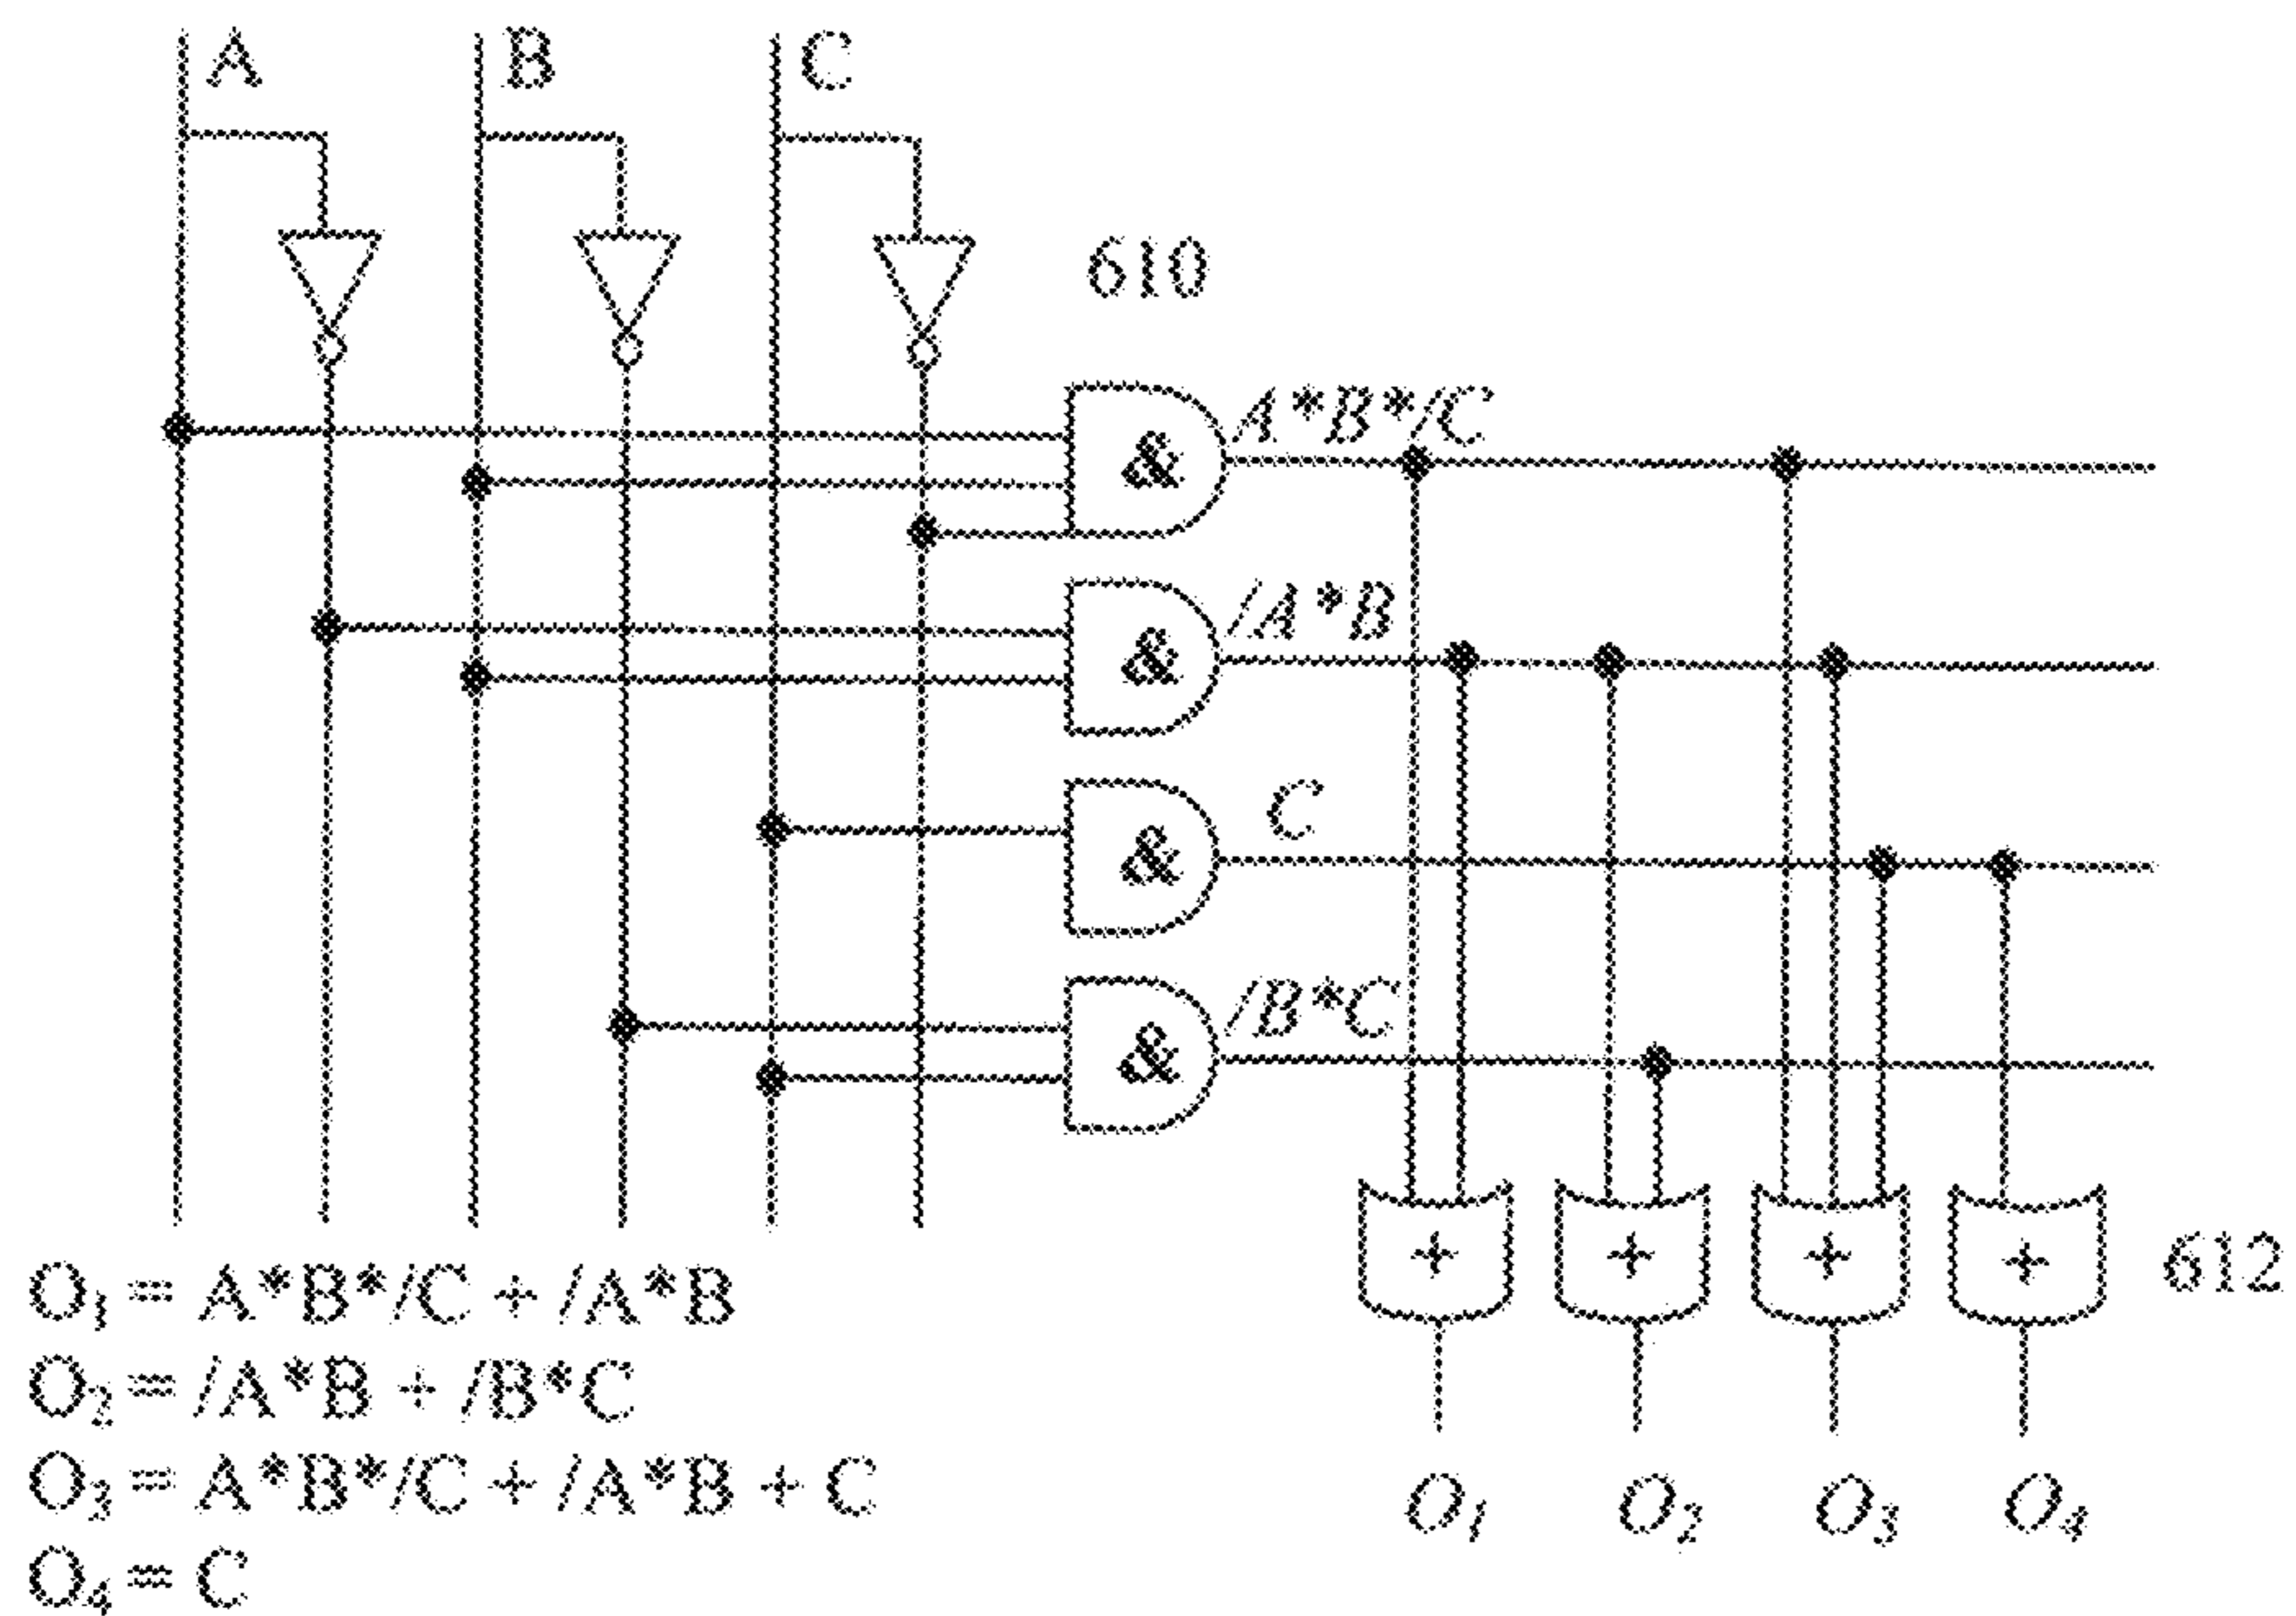 A B C
610
A*B*/C
&
/A*B
&
C
&
/B*C
&
+ + + +
612
O₁ = A*B*/C + /A*B
O₂ = /A*B + /B*C
O₃ = A*B*/C + /A*B + C
O₄ = C
O₁ O₂ O₃ O₄